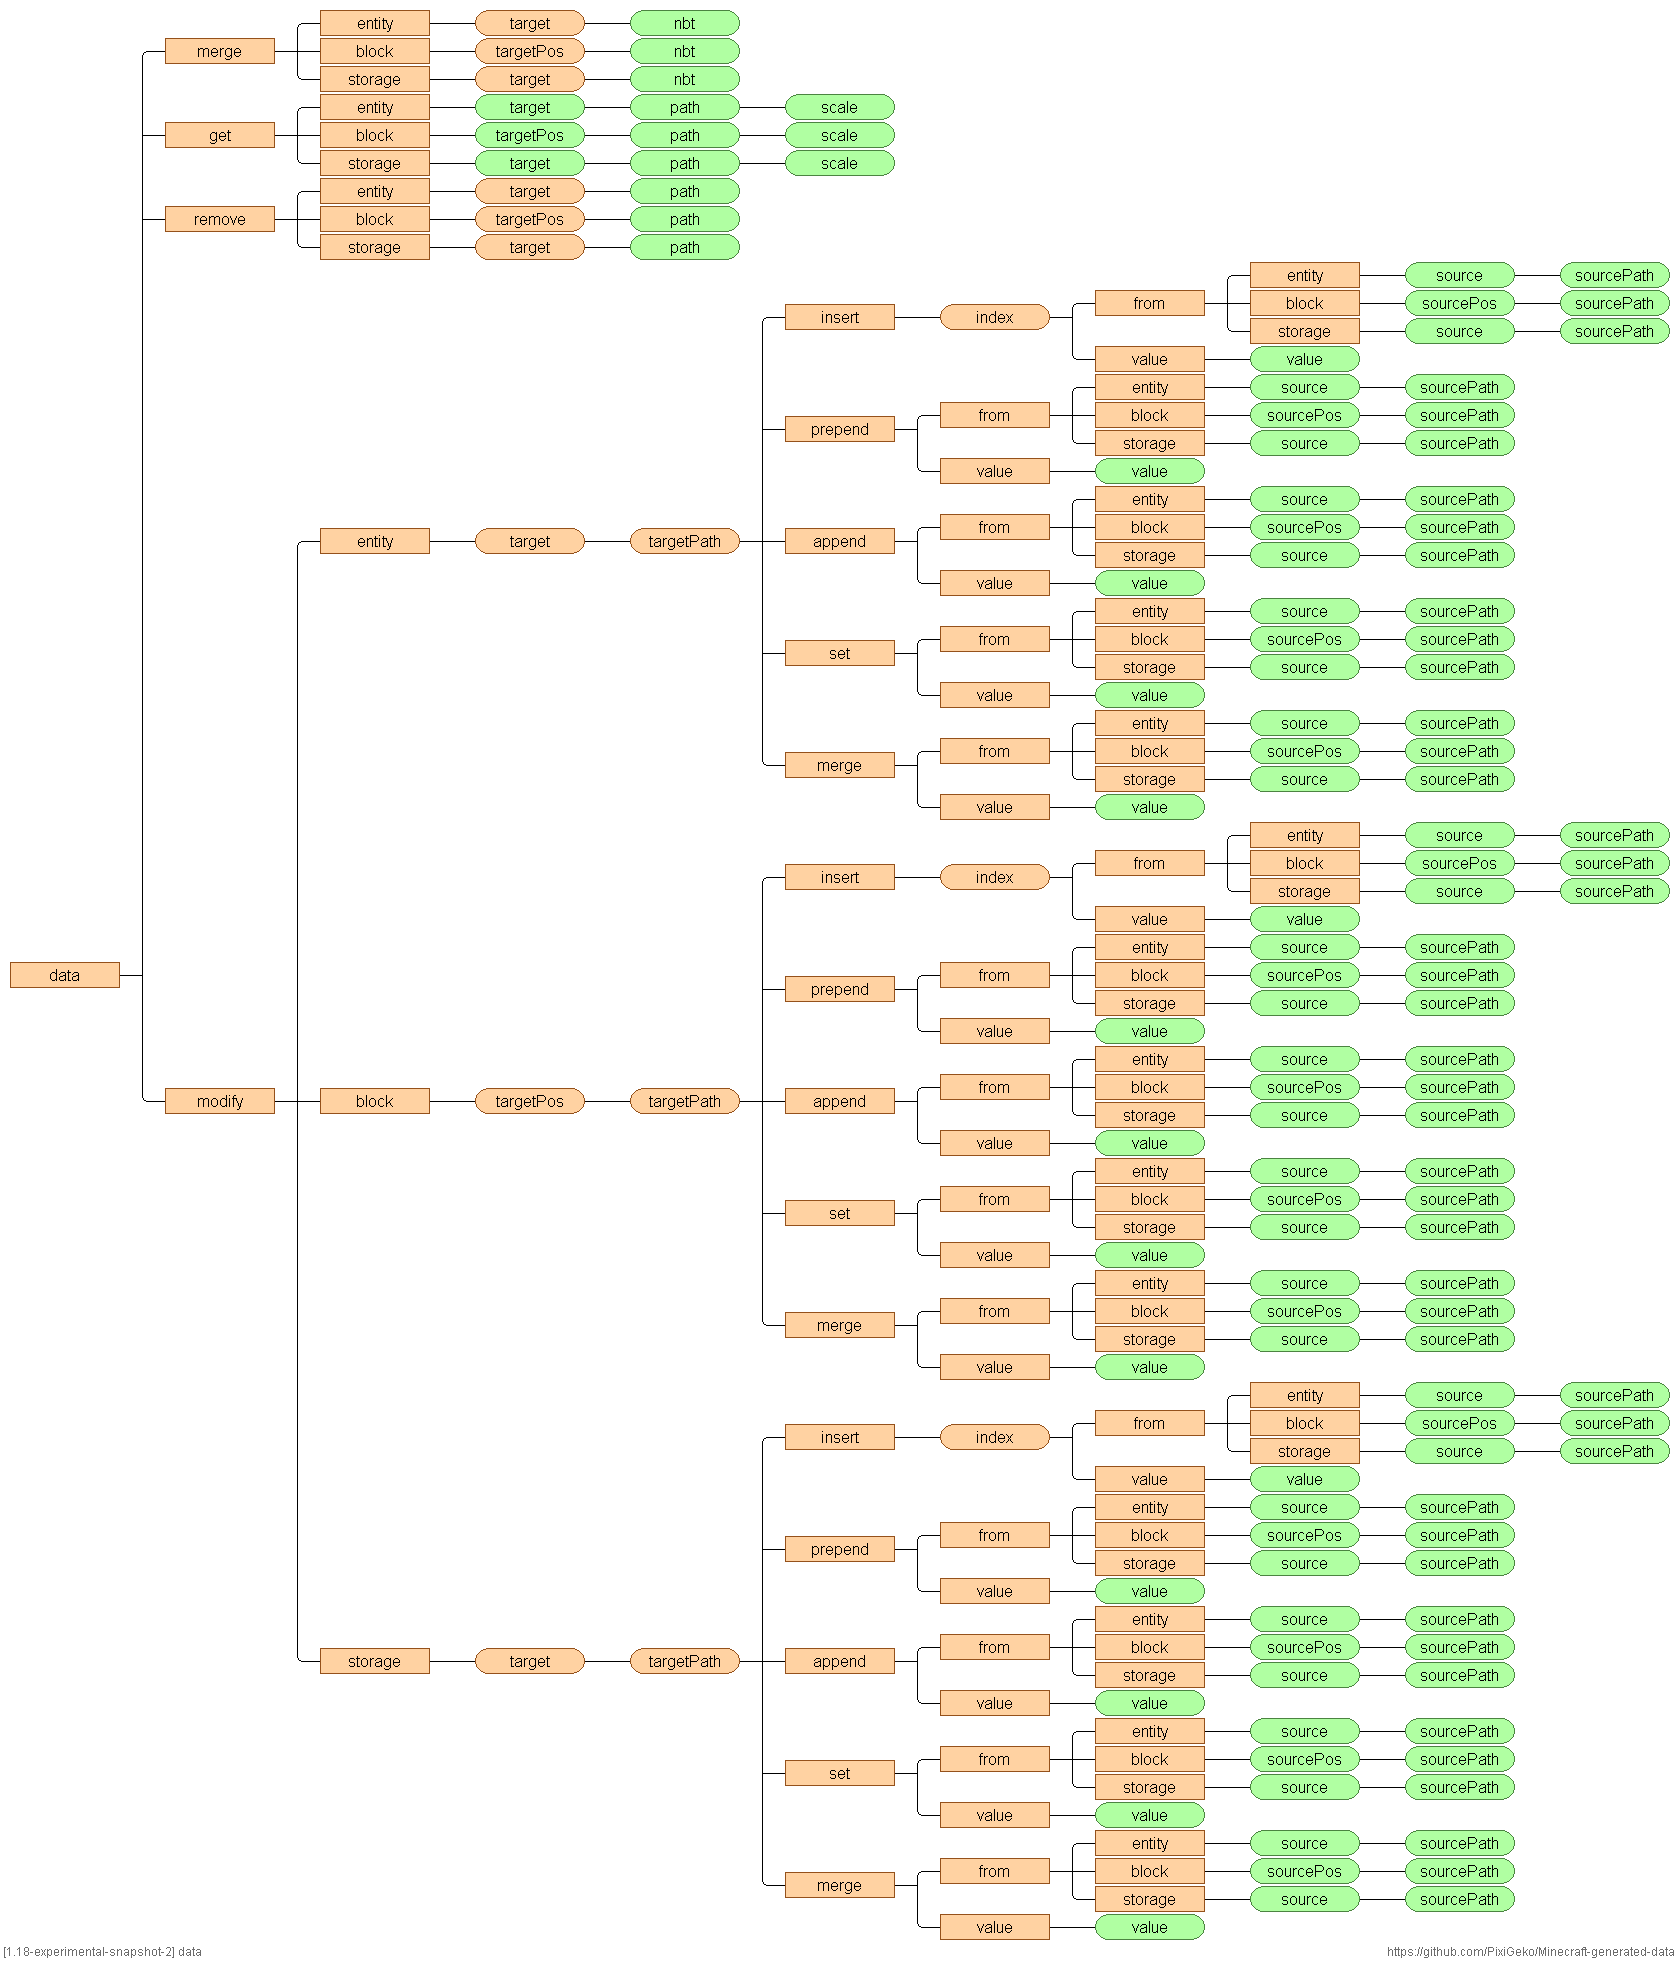 entity target nbt
merge block targetPos nbt
storage target nbt
entity target path scale
get block targetPos path scale
storage target path scale
entity target path
remove block targetPos path
storage target path
entity source sourcePath
from block sourcePos sourcePath
insert index storage source sourcePath
value value
entity source sourcePath
from block sourcePos sourcePath
prepend storage source sourcePath
value value
entity source sourcePath
from block sourcePos sourcePath
entity target targetPath append storage source sourcePath
value value
entity source sourcePath
from block sourcePos sourcePath
set storage source sourcePath
value value
entity source sourcePath
from block sourcePos sourcePath
merge storage source sourcePath
value value
entity source sourcePath
from block sourcePos sourcePath
insert index storage source sourcePath
value value
entity source sourcePath
data from block sourcePos sourcePath
prepend storage source sourcePath
value value
entity source sourcePath
from block sourcePos sourcePath
modify block targetPos targetPath append storage source sourcePath
value value
entity source sourcePath
from block sourcePos sourcePath
set storage source sourcePath
value value
entity source sourcePath
from block sourcePos sourcePath
merge storage source sourcePath
value value
entity source sourcePath
from block sourcePos sourcePath
insert index storage source sourcePath
value value
entity source sourcePath
from block sourcePos sourcePath
prepend storage source sourcePath
value value
entity source sourcePath
from block sourcePos sourcePath
storage target targetPath append storage source sourcePath
value value
entity source sourcePath
from block sourcePos sourcePath
set storage source sourcePath
value value
entity source sourcePath
from block sourcePos sourcePath
merge storage source sourcePath
value value
[1.18-experimental-snapshot-2] data https://github.com/PixiGeko/Minecraft-generated-data